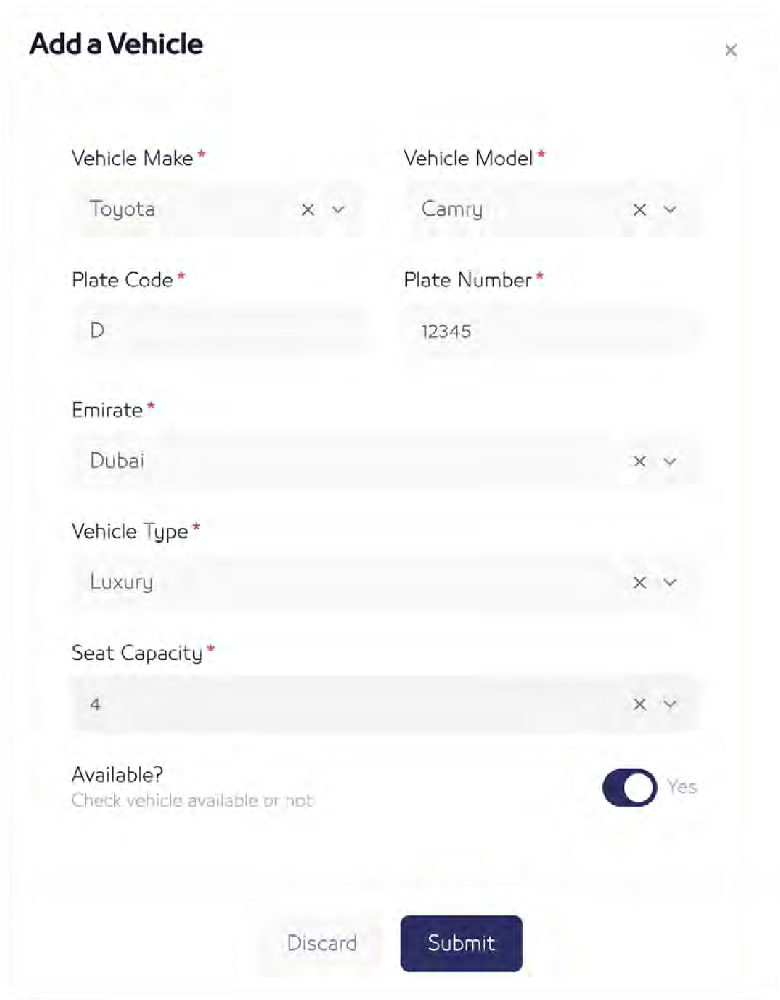 Add a Vehicle
Vehicle Make *
Vehicle Model *
Toyota
Camry
Plate Code *
Plate Number *
D
12345
Emirate *
Dubai
Vehicle Type *
Luxury
Seat Capacity *
4
Available?
Check vehicle available or not
Yes
Discard
Submit